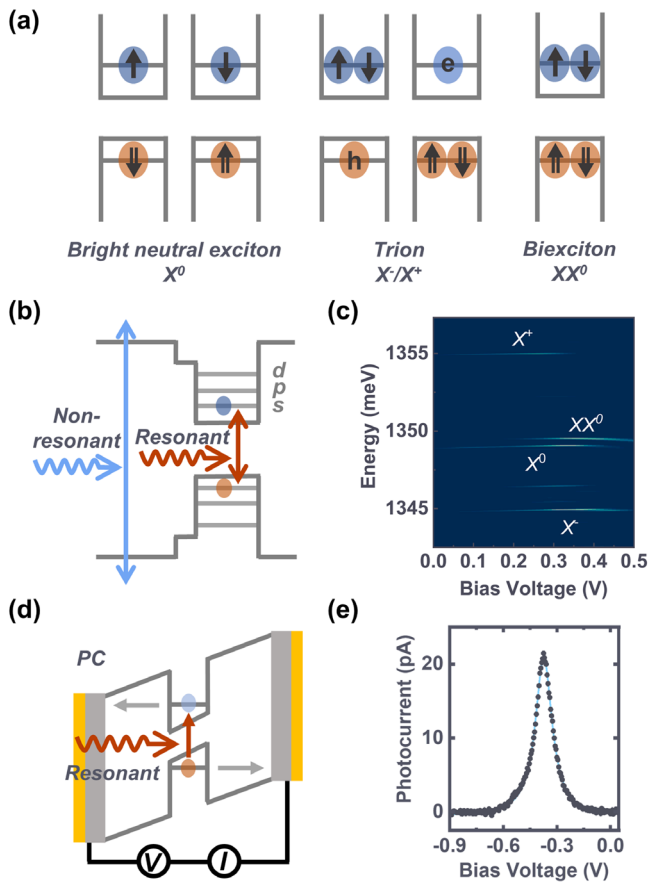 (a)
e
h
Bright neutral exciton
X⁰
Trion
X⁻/X⁺
Biexciton
XX⁰
(b)
d
p
s
Non-
resonant
Resonant
(c)
1355
1350
1345
Energy (meV)
X⁺
XX⁰
X⁰
X⁻
0.0 0.1 0.2 0.3 0.4 0.5
Bias Voltage (V)
(d)
PC
Resonant
V
I
(e)
20
10
0
Photocurrent (pA)
-0.9 -0.6 -0.3 0.0
Bias Voltage (V)